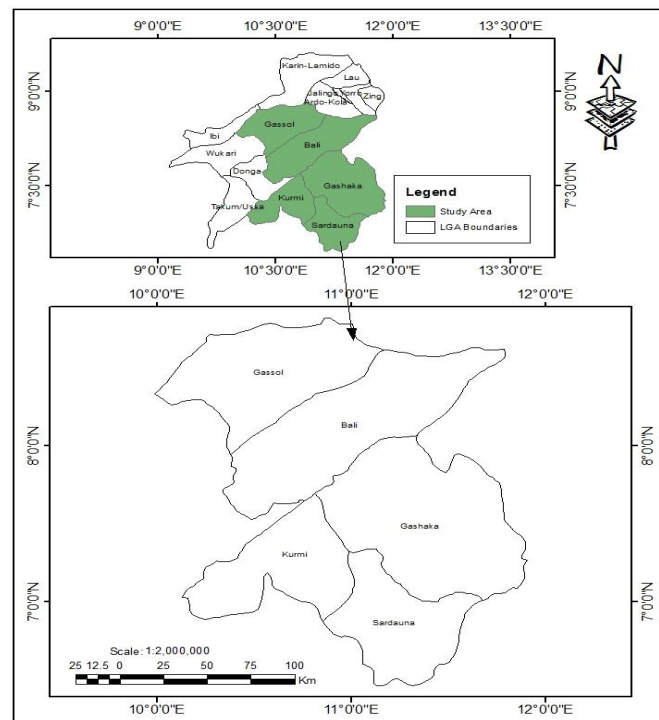 9°0'0"E 10°30'0"E 12°0'0"E 13°30'0"E
N
Karin-Lamido
Lau
Jalingo Yorro Zing
Ardo-Kola
9°0'0"N
9°0'0"N
Gassol
Ibi
Bali
Wukari
Donga
7°30'0"N
7°30'0"N
Gashaka
Kurmi
Takum/Ussa
Sardauna
Legend
Study Area
LGA Boundaries
9°0'0"E 10°30'0"E 12°0'0"E 13°30'0"E
10°0'0"E 11°0'0"E 12°0'0"E
Gassol
Bali
8°0'0"N
8°0'0"N
Gashaka
Kurmi
7°0'0"N
7°0'0"N
Sardauna
Scale: 1:2,000,000
25 12.5 0 25 50 75 100
Km
10°0'0"E 11°0'0"E 12°0'0"E